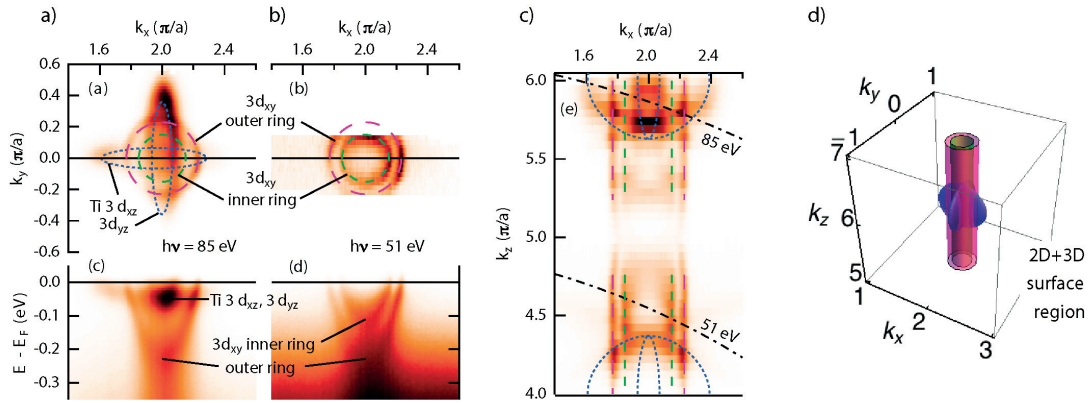 a)
b)
c)
d)
kx (π/a)
kx (π/a)
kx (π/a)
1.6 2.0 2.4
1.6 2.0 2.4
1.6 2.0 2.4
(a)
(b)
0.6
0.4
0.2
0.0
-0.2
-0.4
-0.6
ky (π/a)
3dxy
outer ring
3dxy
inner ring
Ti 3 dxz
3dyz
hν = 85 eV
hν = 51 eV
(c)
(d)
0.0
-0.1
-0.2
-0.3
E - EF (eV)
Ti 3 dxz, 3 dyz
3dxy inner ring
outer ring
6.0
5.5
5.0
4.5
4.0
kz (π/a)
(e)
85 eV
51 eV
ky
1
0
1̅
7
kz
6
5
1
kx
2
3
2D+3D
surface
region